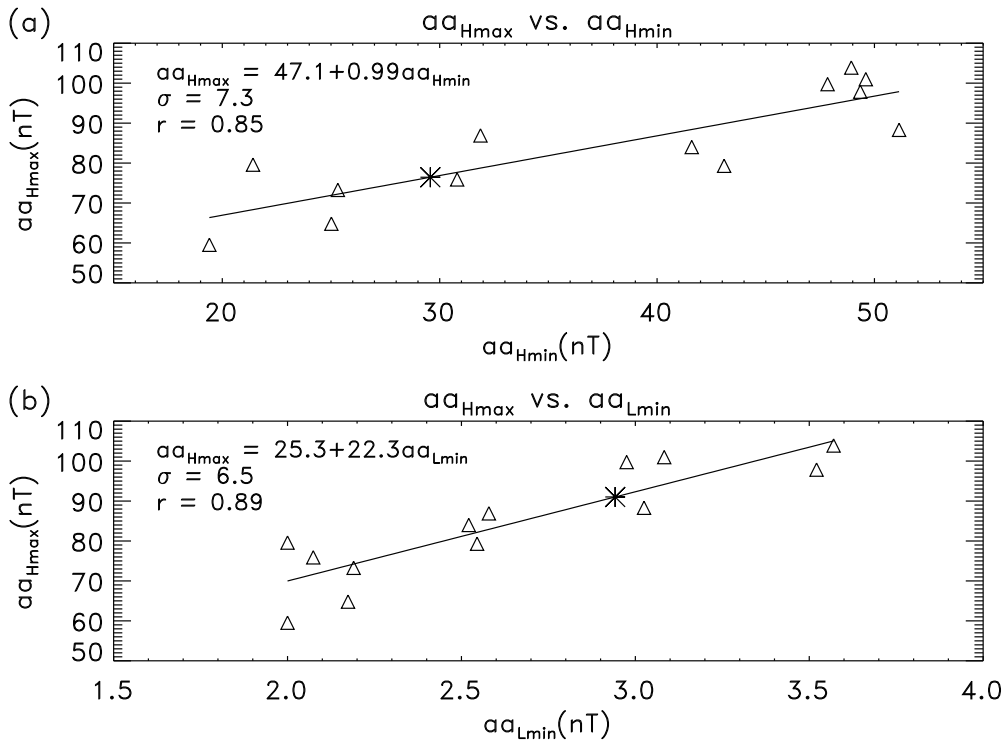 (a)
aa_Hmax vs. aa_Hmin
aa_Hmax = 47.1+0.99aa_Hmin
σ = 7.3
r = 0.85
110
100
90
80
70
60
50
aa_Hmax(nT)
20 30 40 50
aa_Hmin(nT)
(b)
aa_Hmax vs. aa_Lmin
aa_Hmax = 25.3+22.3aa_Lmin
σ = 6.5
r = 0.89
110
100
90
80
70
60
50
aa_Hmax(nT)
1.5 2.0 2.5 3.0 3.5 4.0
aa_Lmin(nT)